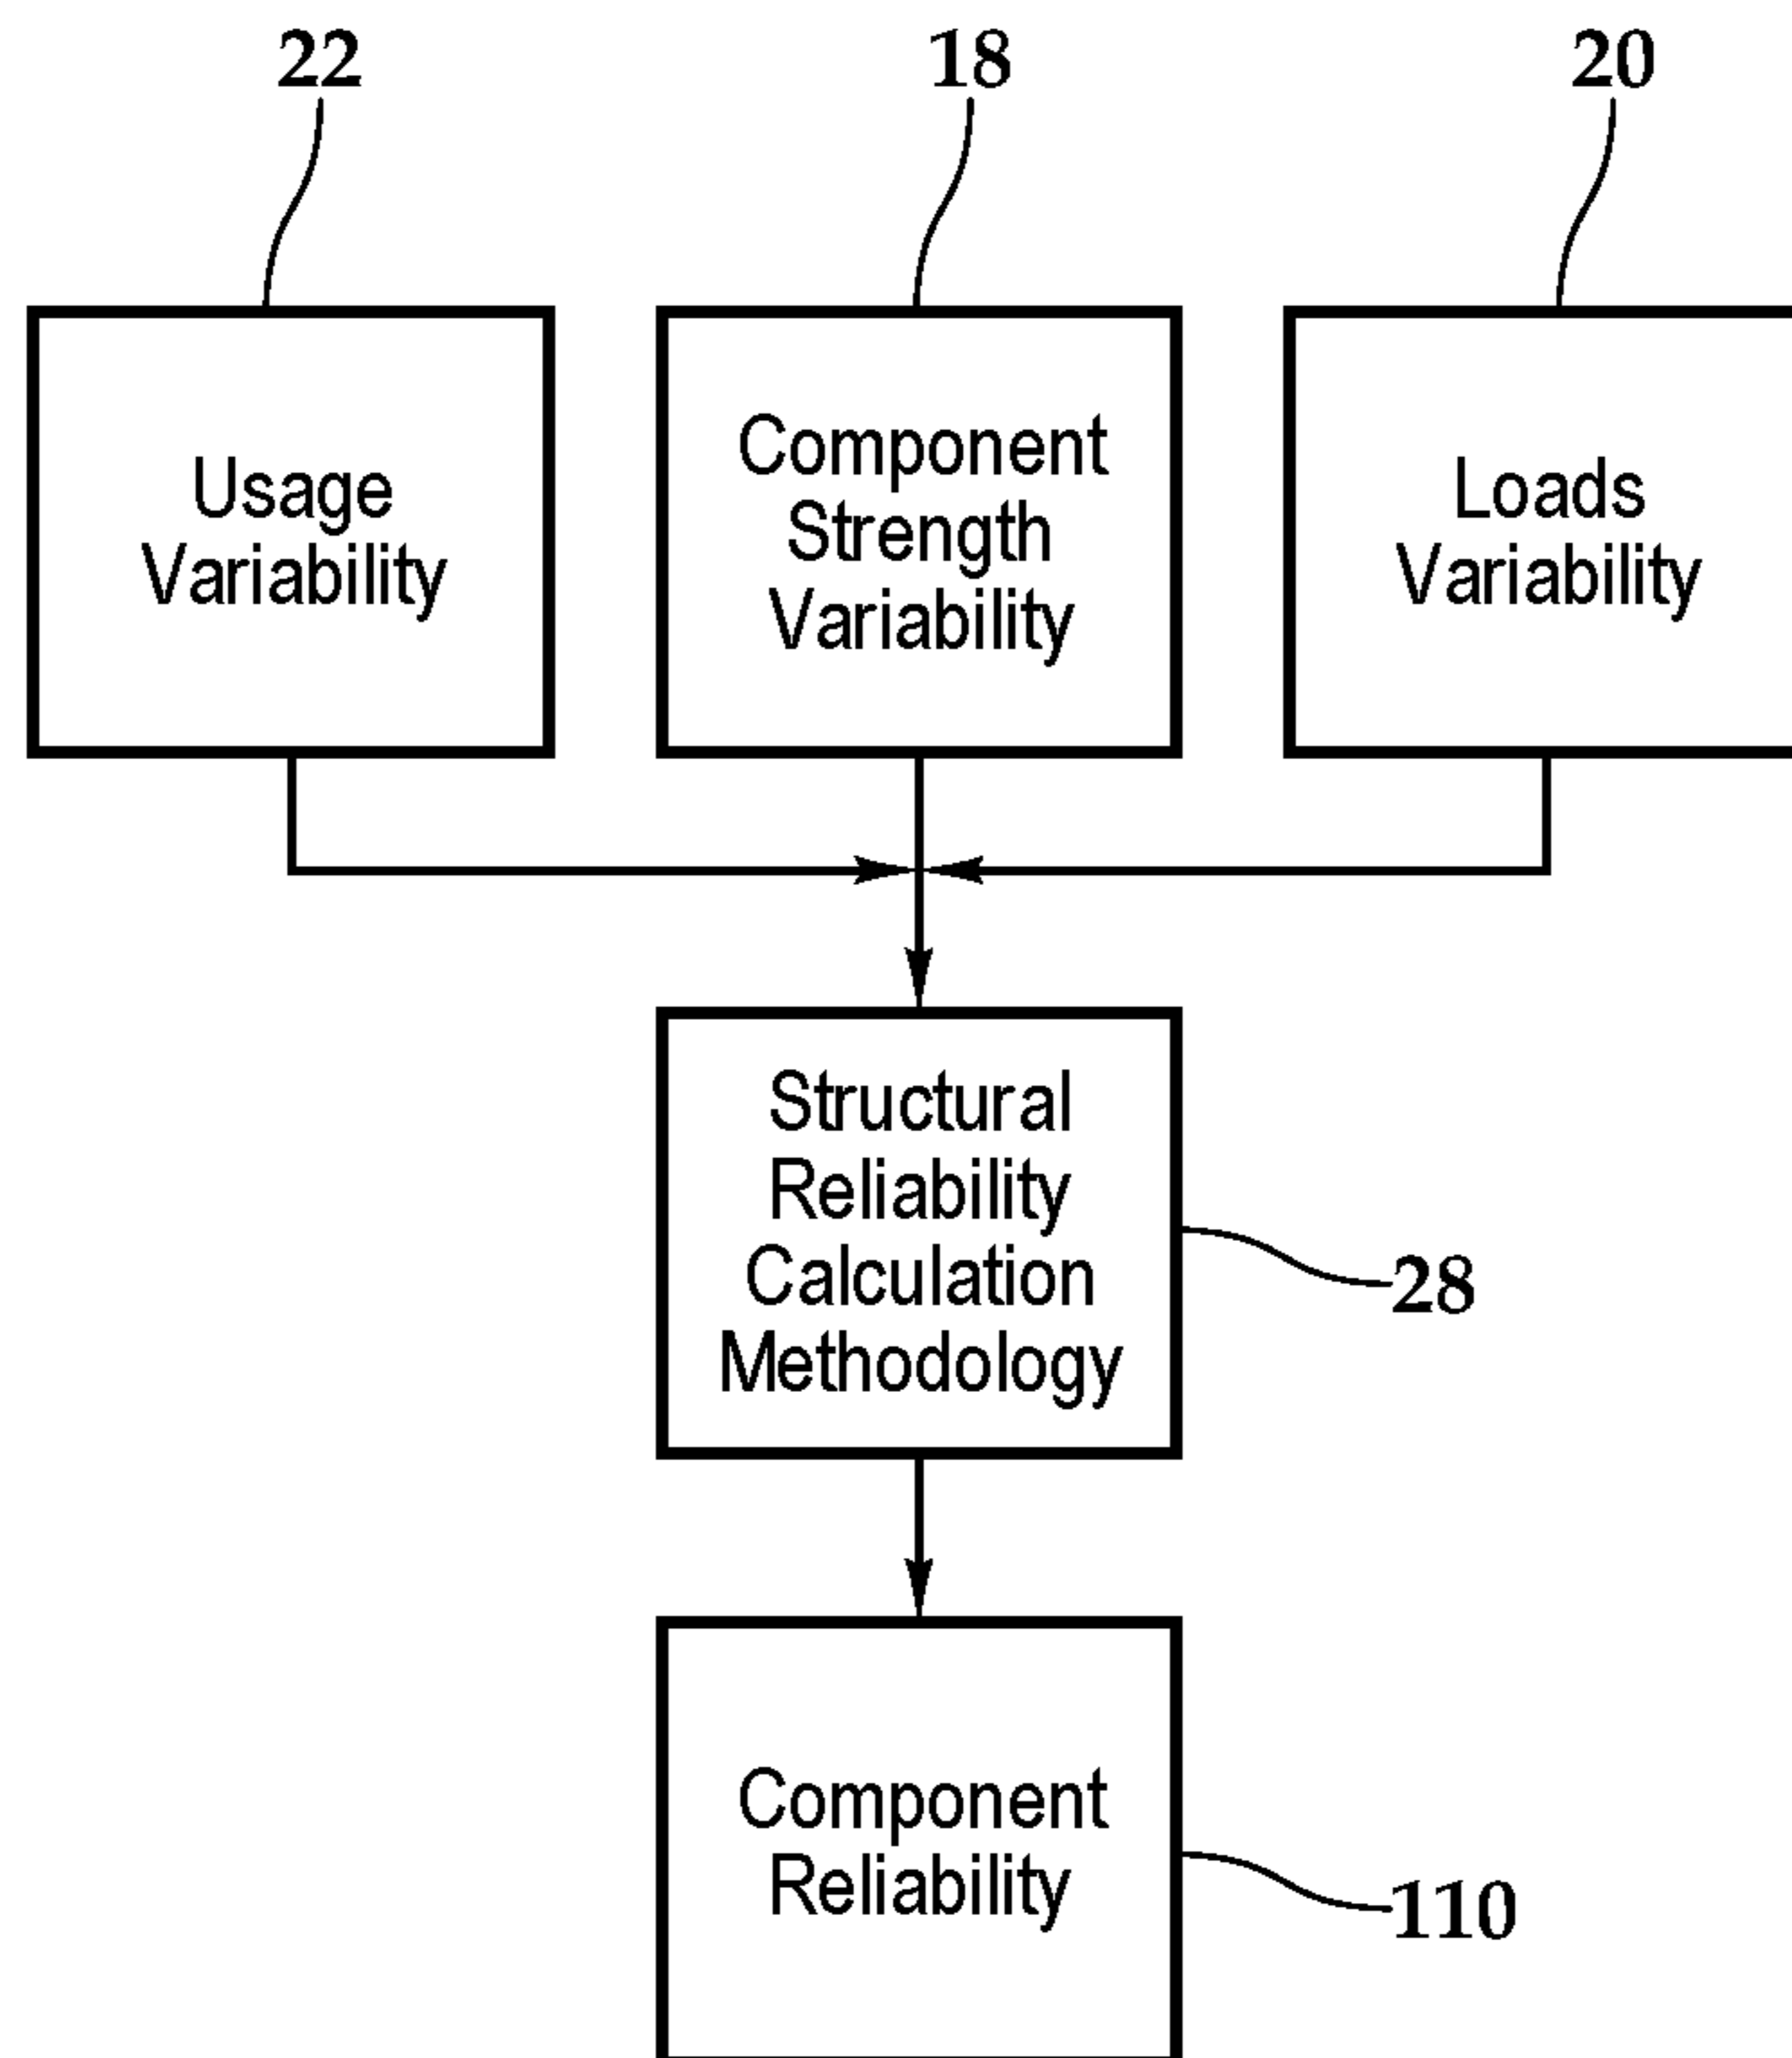 22
18
20
Usage
Variability
Component
Strength
Variability
Loads
Variability
Structural
Reliability
Calculation
Methodology
28
Component
Reliability
110